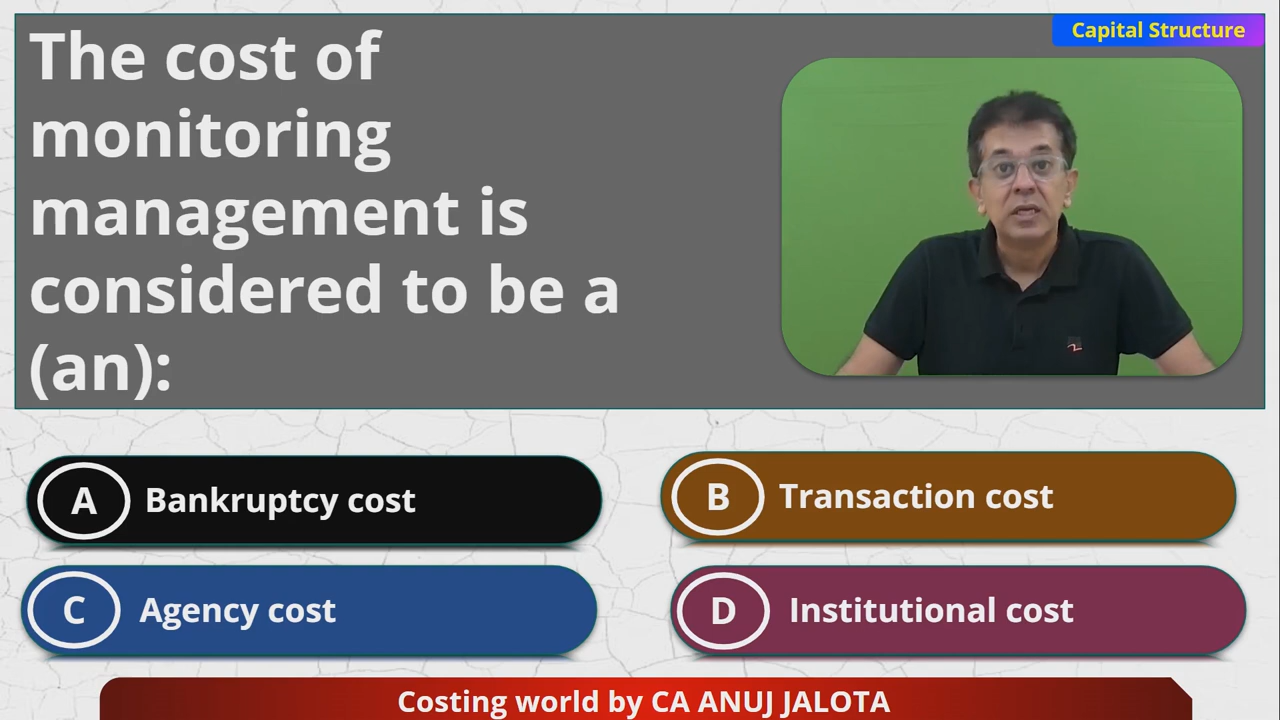 Capital Structure
The cost of
monitoring
management is
considered to be a
(an):
A Bankruptcy cost
B Transaction cost
C Agency cost
D Institutional cost
Costing world by CA ANUJ JALOTA